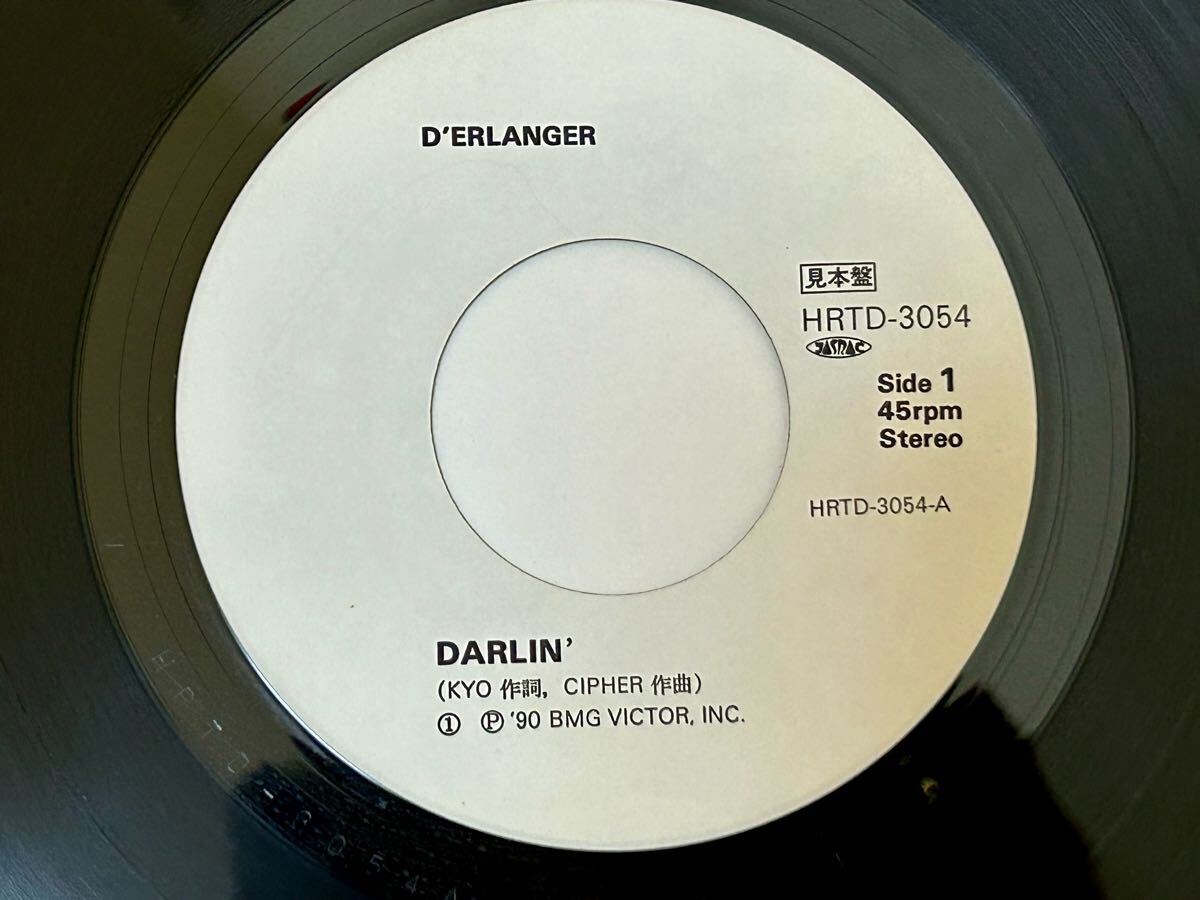 D'ERLANGER
見本盤
HRTD-3054
JASRAC
Side 1
45rpm
Stereo
HRTD-3054-A
DARLIN'
(KYO 作詞, CIPHER 作曲)
① Ⓟ '90 BMG VICTOR, INC.